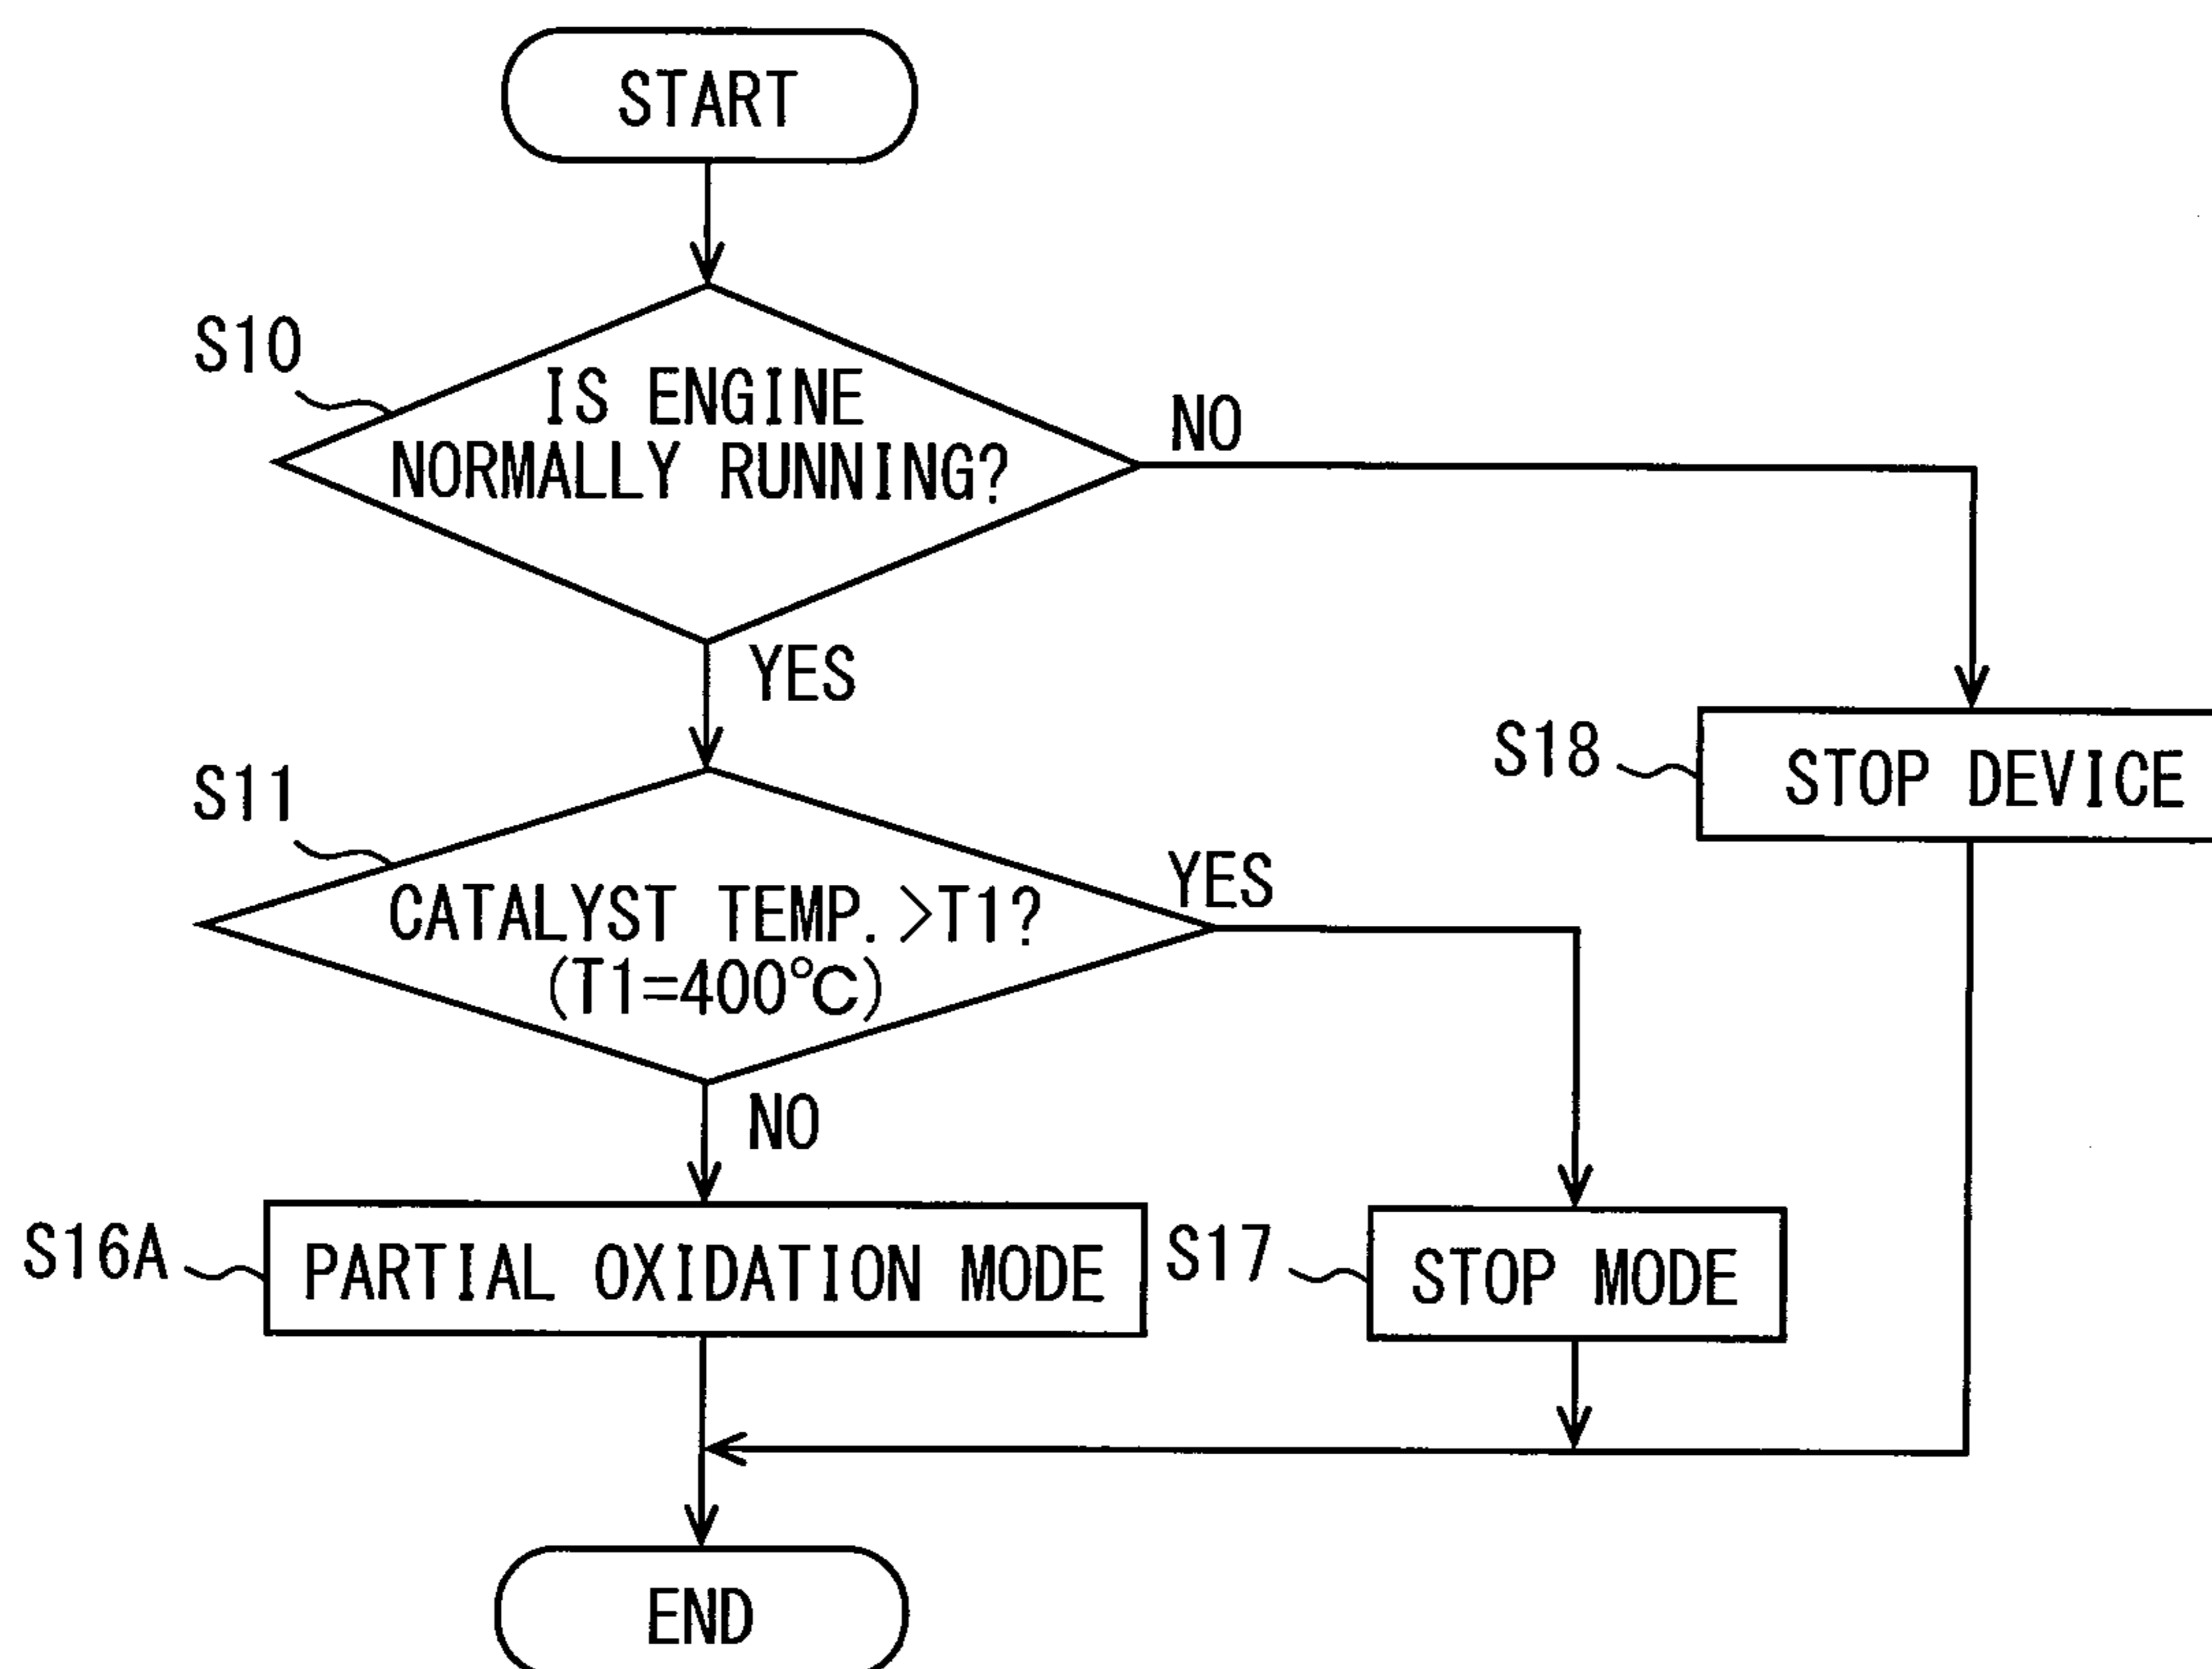 START
S10
IS ENGINE
NORMALLY RUNNING?
NO
YES
S18
STOP DEVICE
S11
CATALYST TEMP. >T1?
(T1=400℃)
YES
NO
S16A
PARTIAL OXIDATION MODE
S17
STOP MODE
END